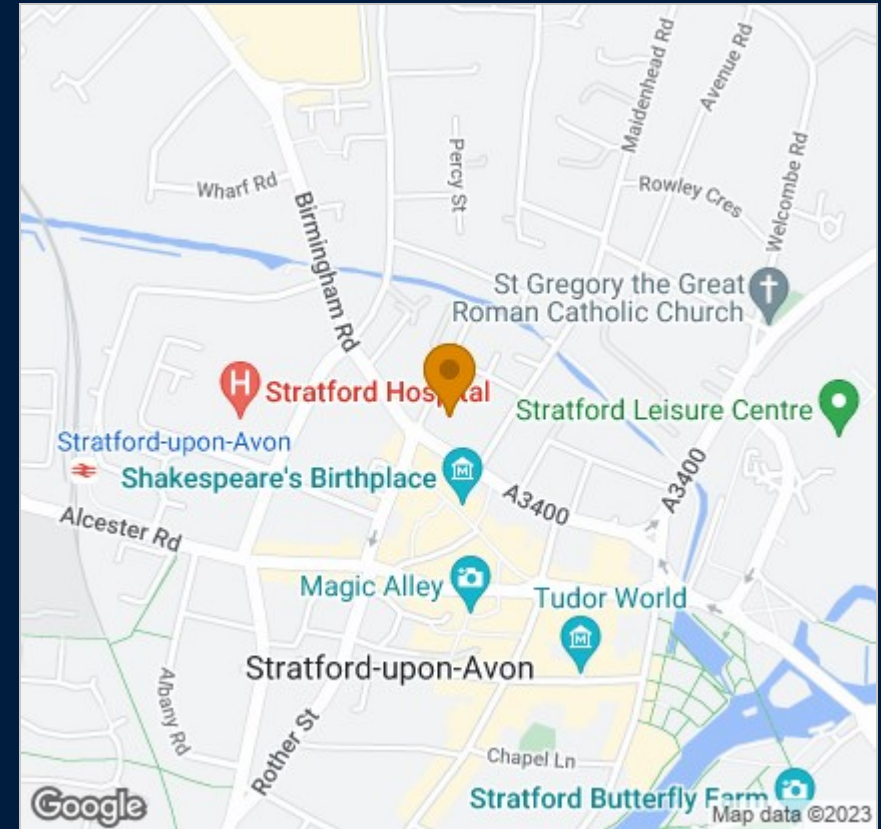 Maidenhead Rd
Avenue Rd
Percy St
Wharf Rd
Rowley Cres
Welcombe Rd
Birmingham Rd
St Gregory the Great
Roman Catholic Church
H
Stratford Hospital
Stratford Leisure Centre
Stratford-upon-Avon
Shakespeare's Birthplace
M
A3400
A3400
Alcester Rd
Magic Alley
Tudor World
M
Stratford-upon-Avon
Albany Rd
Rother St
Chapel Ln
Stratford Butterfly Farm
Google
Map data ©2023